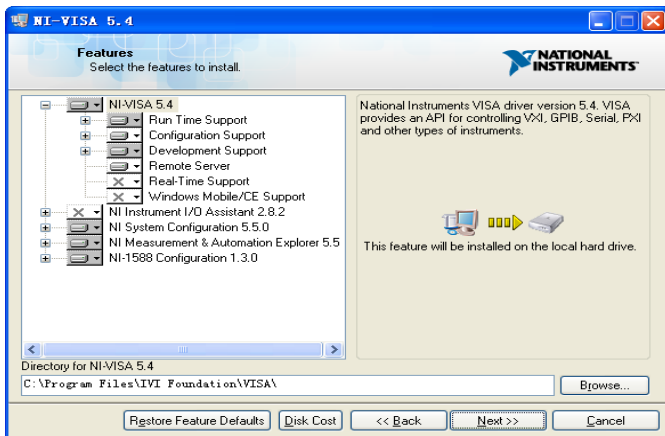 NI-VISA 5.4
Features
Select the features to install.
NATIONAL
INSTRUMENTS™
NI-VISA 5.4
Run Time Support
Configuration Support
Development Support
Remote Server
Real-Time Support
Windows Mobile/CE Support
NI Instrument I/O Assistant 2.8.2
NI System Configuration 5.5.0
NI Measurement & Automation Explorer 5.5
NI-1588 Configuration 1.3.0
National Instruments VISA driver version 5.4. VISA
provides an API for controlling VXI, GPIB, Serial, PXI
and other types of instruments.
This feature will be installed on the local hard drive.
Directory for NI-VISA 5.4
C:\Program Files\IVI Foundation\VISA\
Browse...
Restore Feature Defaults
Disk Cost
<< Back
Next >>
Cancel